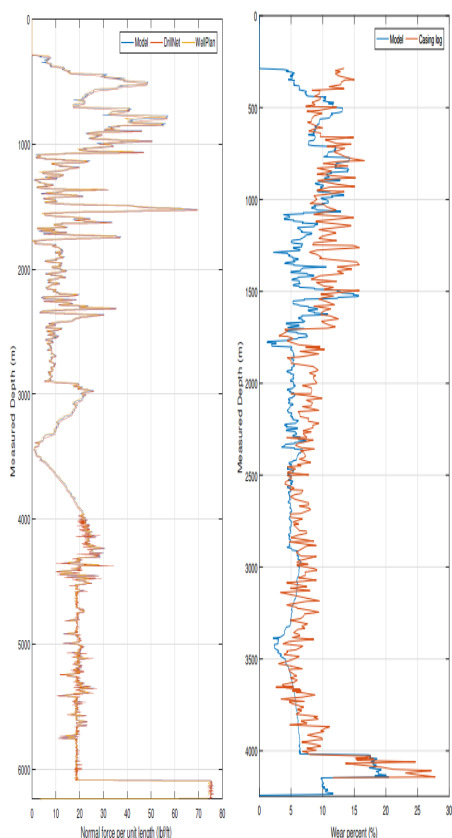 Model DrillNet WellPlan
0
1000
2000
3000
4000
5000
6000
Measured Depth (m)
0 10 20 30 40 50 60 70 80
Normal force per unit length (lbf/ft)
Model Casing log
0
500
1000
1500
2000
2500
3000
3500
4000
Measured Depth (m)
0 5 10 15 20 25 30
Wear percent (%)